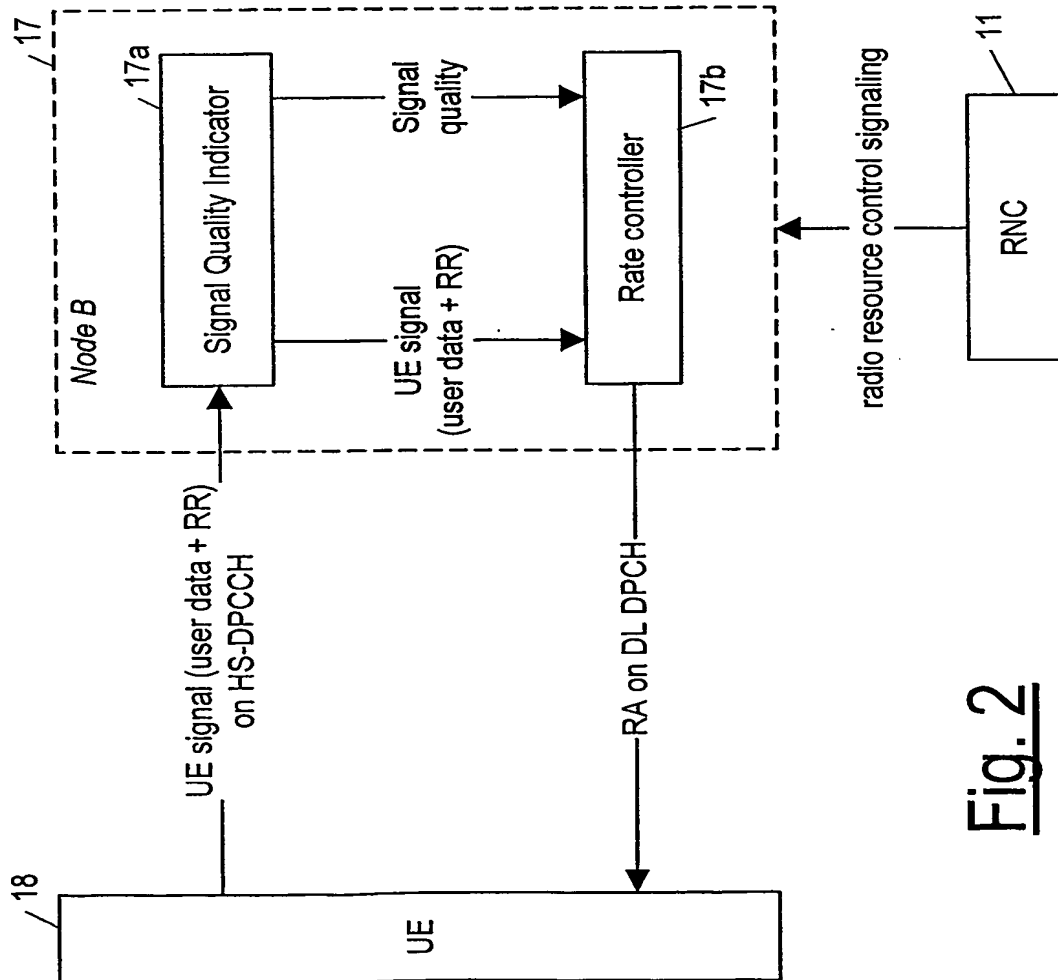 17
Node B
17a
Signal Quality Indicator
UE signal
(user data + RR)
Signal
quality
Rate controller
17b
UE signal (user data + RR)
on HS-DPCCH
RA on DL DPCH
18
UE
radio resource control signaling
11
RNC
Fig. 2